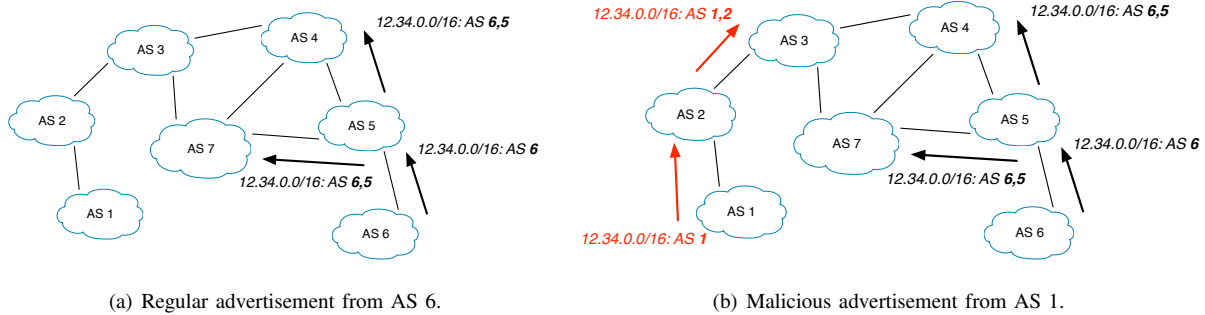 12.34.0.0/16: AS 6,5
AS 4
AS 3
AS 2
AS 5
AS 7
12.34.0.0/16: AS 6
12.34.0.0/16: AS 6,5
AS 1
AS 6
(a) Regular advertisement from AS 6.
12.34.0.0/16: AS 1,2
12.34.0.0/16: AS 6,5
AS 4
AS 3
AS 2
AS 5
AS 7
12.34.0.0/16: AS 6
12.34.0.0/16: AS 6,5
AS 1
AS 6
12.34.0.0/16: AS 1
(b) Malicious advertisement from AS 1.